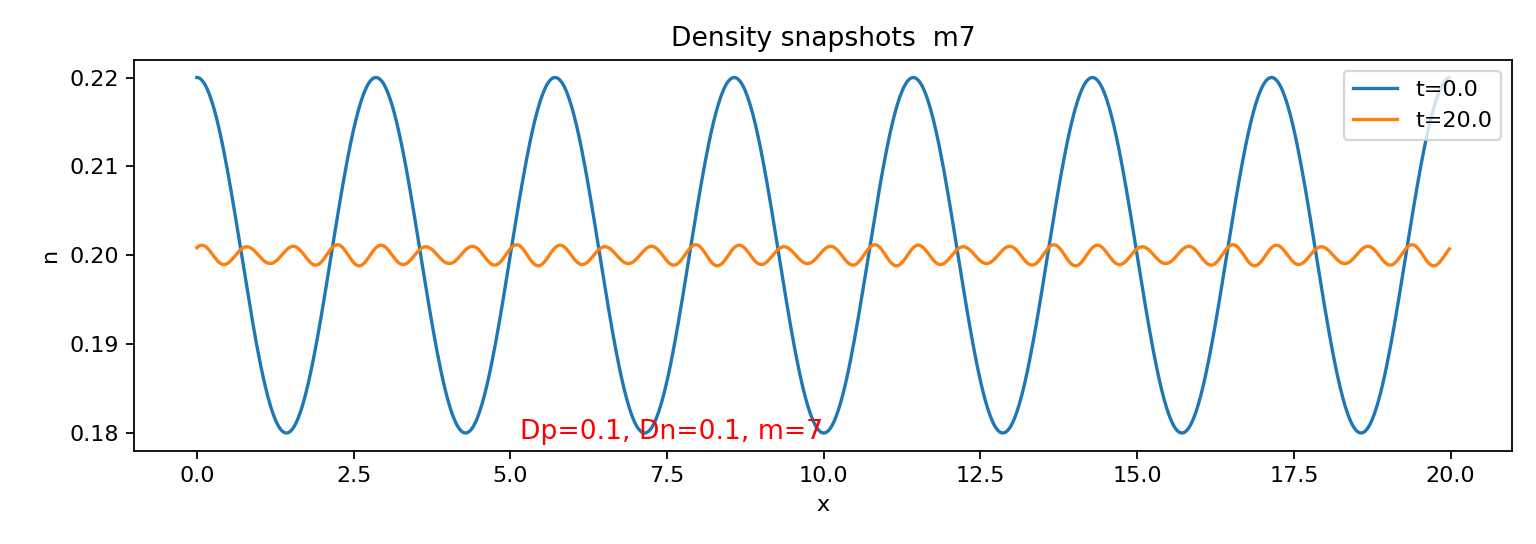 Density snapshots  m7
t=0.0
t=20.0
n
0.22
0.21
0.20
0.19
0.18
Dp=0.1, Dn=0.1, m=7
0.0 2.5 5.0 7.5 10.0 12.5 15.0 17.5 20.0
x